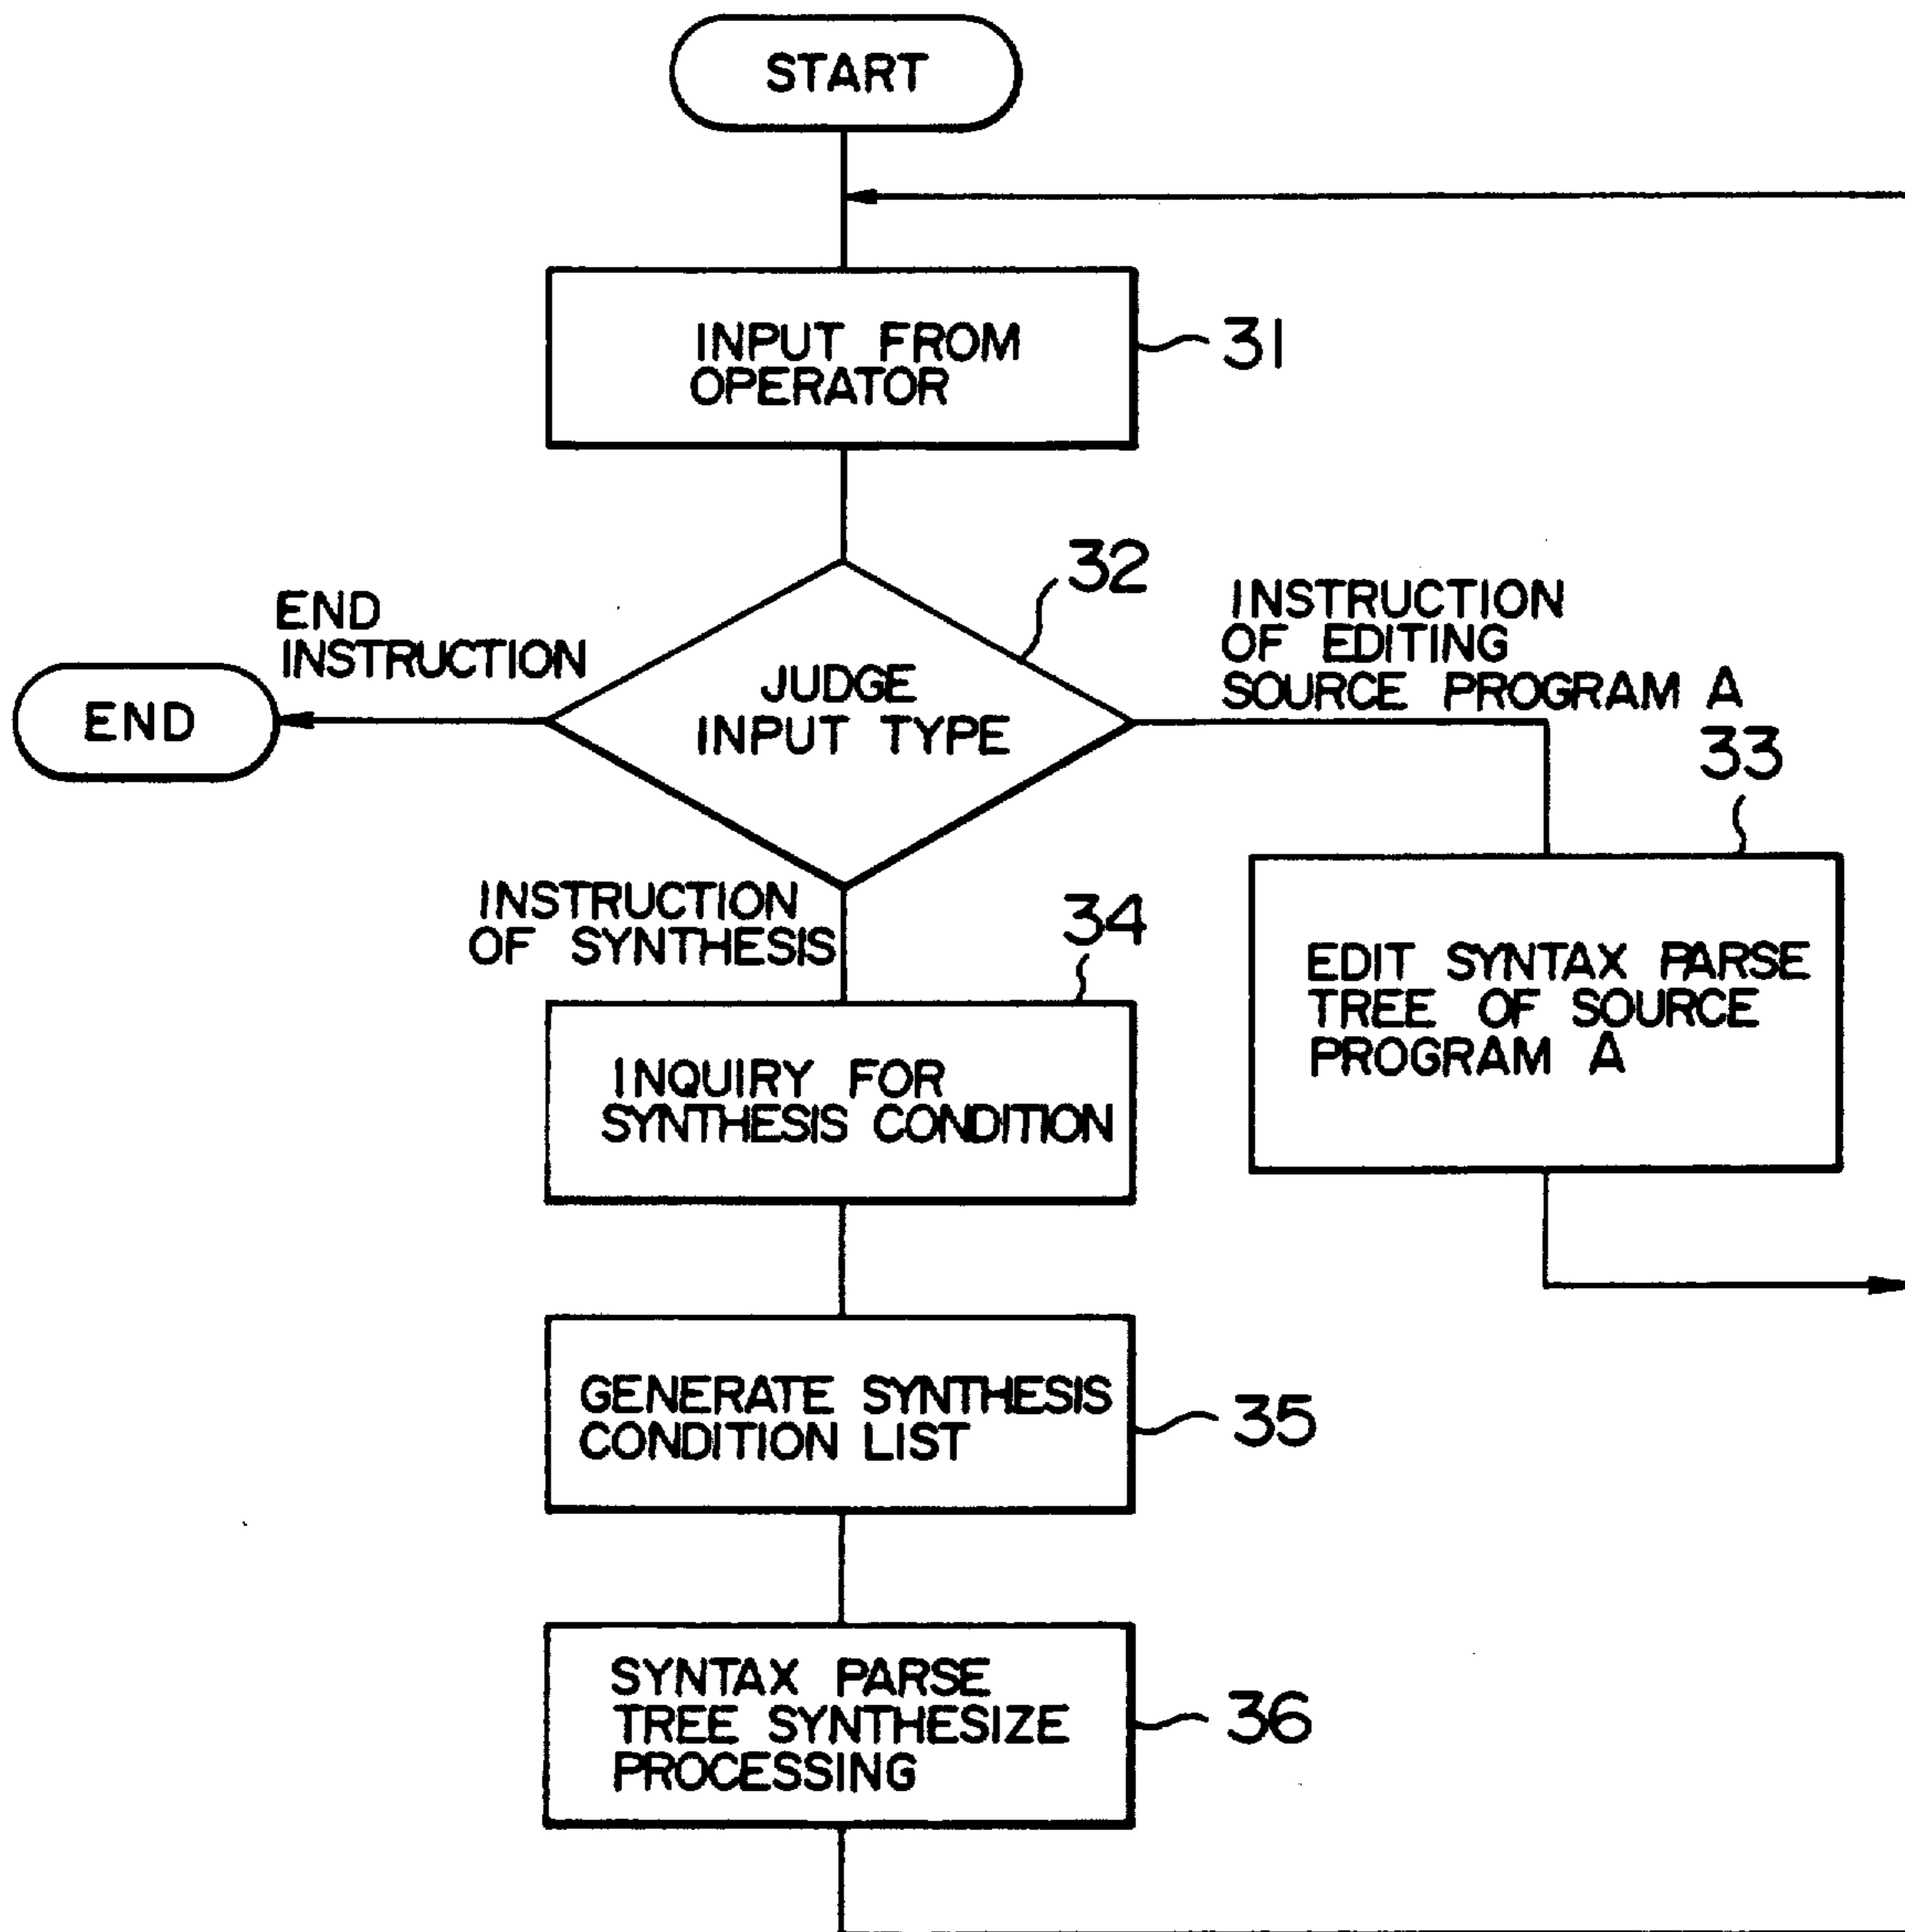 START
INPUT FROM
OPERATOR
31
32
END
INSTRUCTION
INSTRUCTION
OF EDITING
SOURCE PROGRAM A
JUDGE
INPUT TYPE
END
33
INSTRUCTION
OF SYNTHESIS
34
EDIT SYNTAX PARSE
TREE OF SOURCE
PROGRAM A
INQUIRY FOR
SYNTHESIS CONDITION
GENERATE SYNTHESIS
CONDITION LIST
35
SYNTAX PARSE
TREE SYNTHESIZE
PROCESSING
36